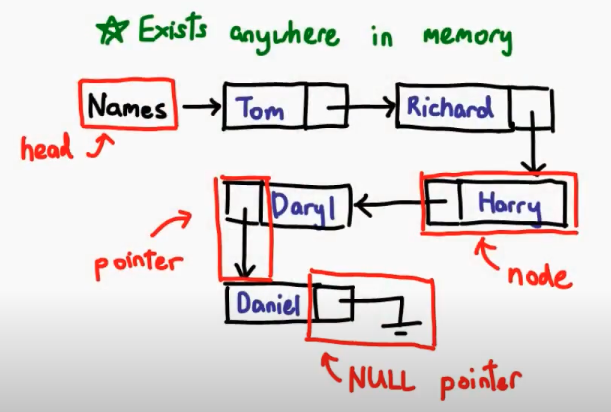 ☆ Exists anywhere in memory
Names Tom Richard
head
Daryl Harry
pointer node
Daniel
NULL pointer